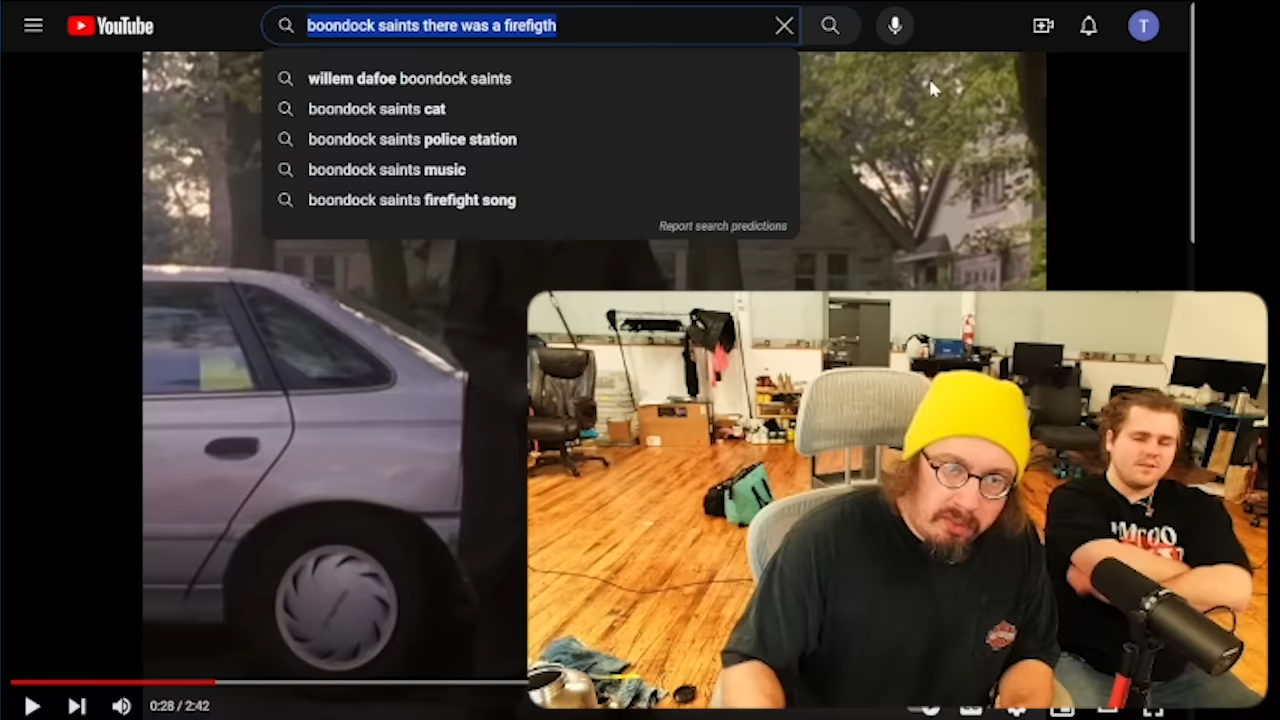 YouTube
boondock saints there was a firefigth
T
willem dafoe boondock saints
boondock saints cat
boondock saints police station
boondock saints music
boondock saints firefight song
Report search predictions
0:28 / 2:42